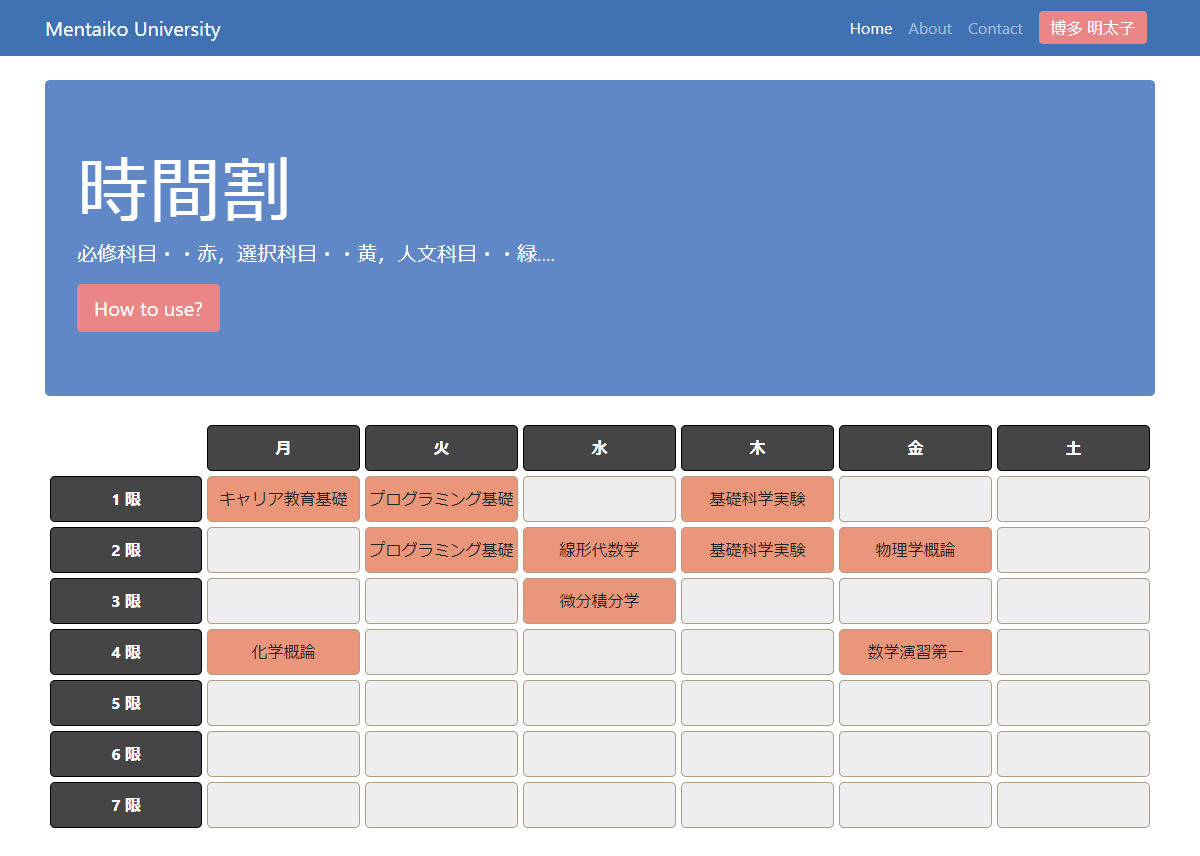 Mentaiko University Home About Contact 博多 明太子
時間割
必修科目・・赤，選択科目・・黄，人文科目・・緑....
How to use?
月 火 水 木 金 土
1 限 キャリア教育基礎 プログラミング基礎 基礎科学実験
2 限 プログラミング基礎 線形代数学 基礎科学実験 物理学概論
3 限 微分積分学
4 限 化学概論 数学演習第一
5 限
6 限
7 限